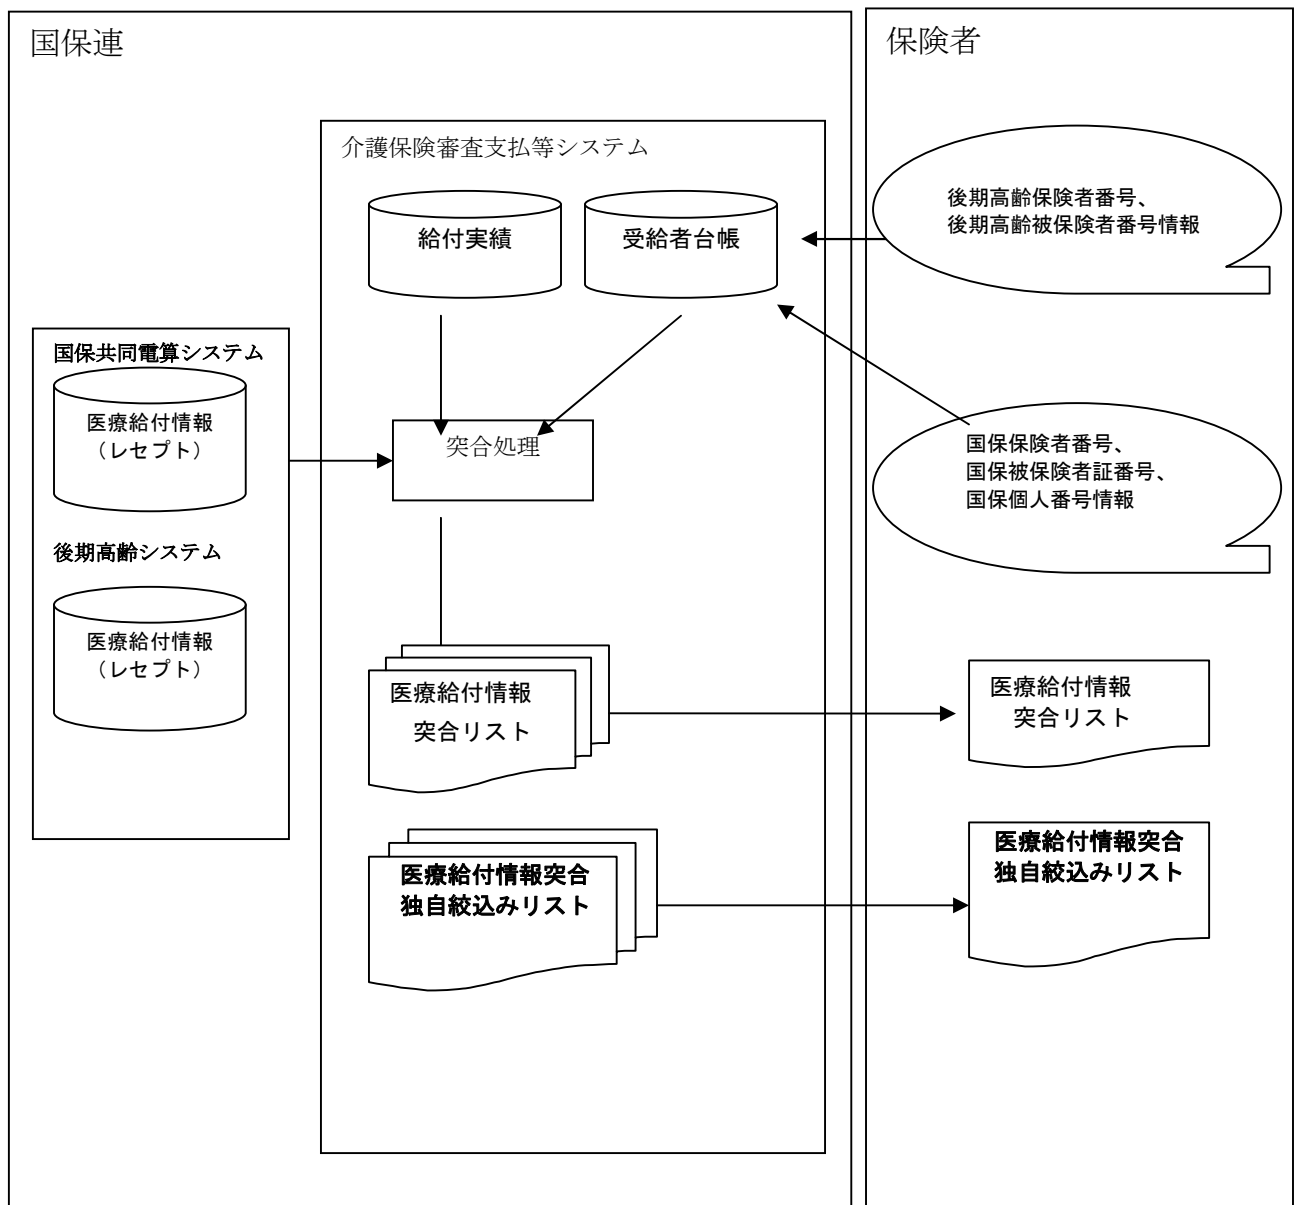 国保連
保険者
介護保険審査支払等システム
給付実績
受給者台帳
後期高齢保険者番号、
後期高齢被保険者番号情報
国保共同電算システム
医療給付情報
（レセプト）
突合処理
国保保険者番号、
国保被保険者証番号、
国保個人番号情報
後期高齢システム
医療給付情報
（レセプト）
医療給付情報
突合リスト
医療給付情報
突合リスト
医療給付情報突合
独自絞込みリスト
医療給付情報突合
独自絞込みリスト